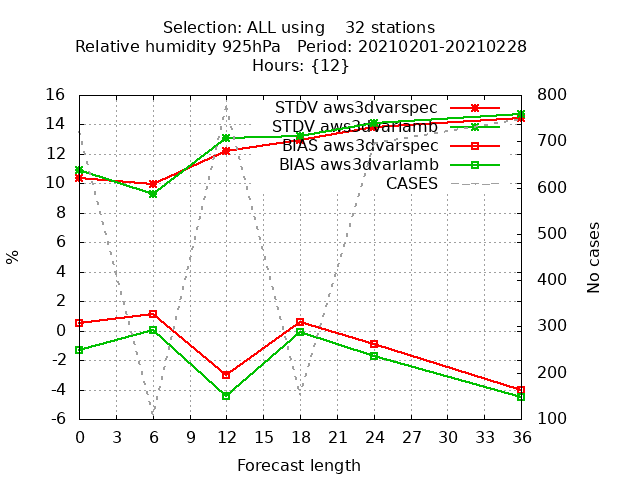 Selection: ALL using 32 stations
Relative humidity 925hPa Period: 20210201-20210228
Hours: {12}
STDV aws3dvarspec
STDV aws3dvarlamb
BIAS aws3dvarspec
BIAS aws3dvarlamb
CASES
16
14
12
10
8
6
4
2
0
-2
-4
-6
%
800
700
600
500
400
300
200
100
No cases
0 3 6 9 12 15 18 21 24 27 30 33 36
Forecast length